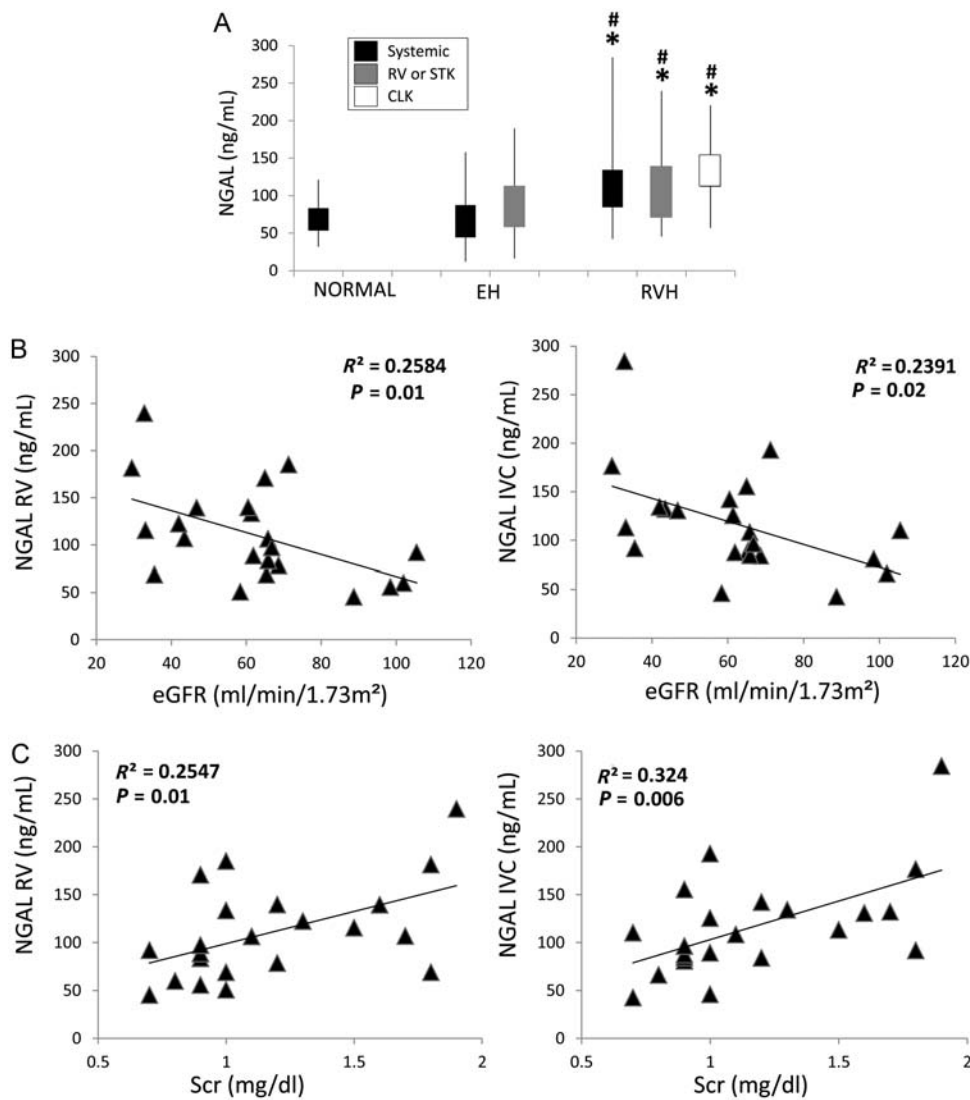 A
NGAL (ng/mL)
300
250
200
150
100
50
0
Systemic
RV or STK
CLK
#
*
#
*
#
*
NORMAL EH RVH
B
NGAL RV (ng/mL)
300
250
200
150
100
50
0
R² = 0.2584
P = 0.01
20 40 60 80 100 120
eGFR (ml/min/1.73m²)
NGAL IVC (ng/mL)
300
250
200
150
100
50
0
R² = 0.2391
P = 0.02
20 40 60 80 100 120
eGFR (ml/min/1.73m²)
C
NGAL RV (ng/mL)
300
250
200
150
100
50
0
R² = 0.2547
P = 0.01
0.5 1 1.5 2
Scr (mg/dl)
NGAL IVC (ng/mL)
300
250
200
150
100
50
0
R² = 0.324
P = 0.006
0.5 1 1.5 2
Scr (mg/dl)